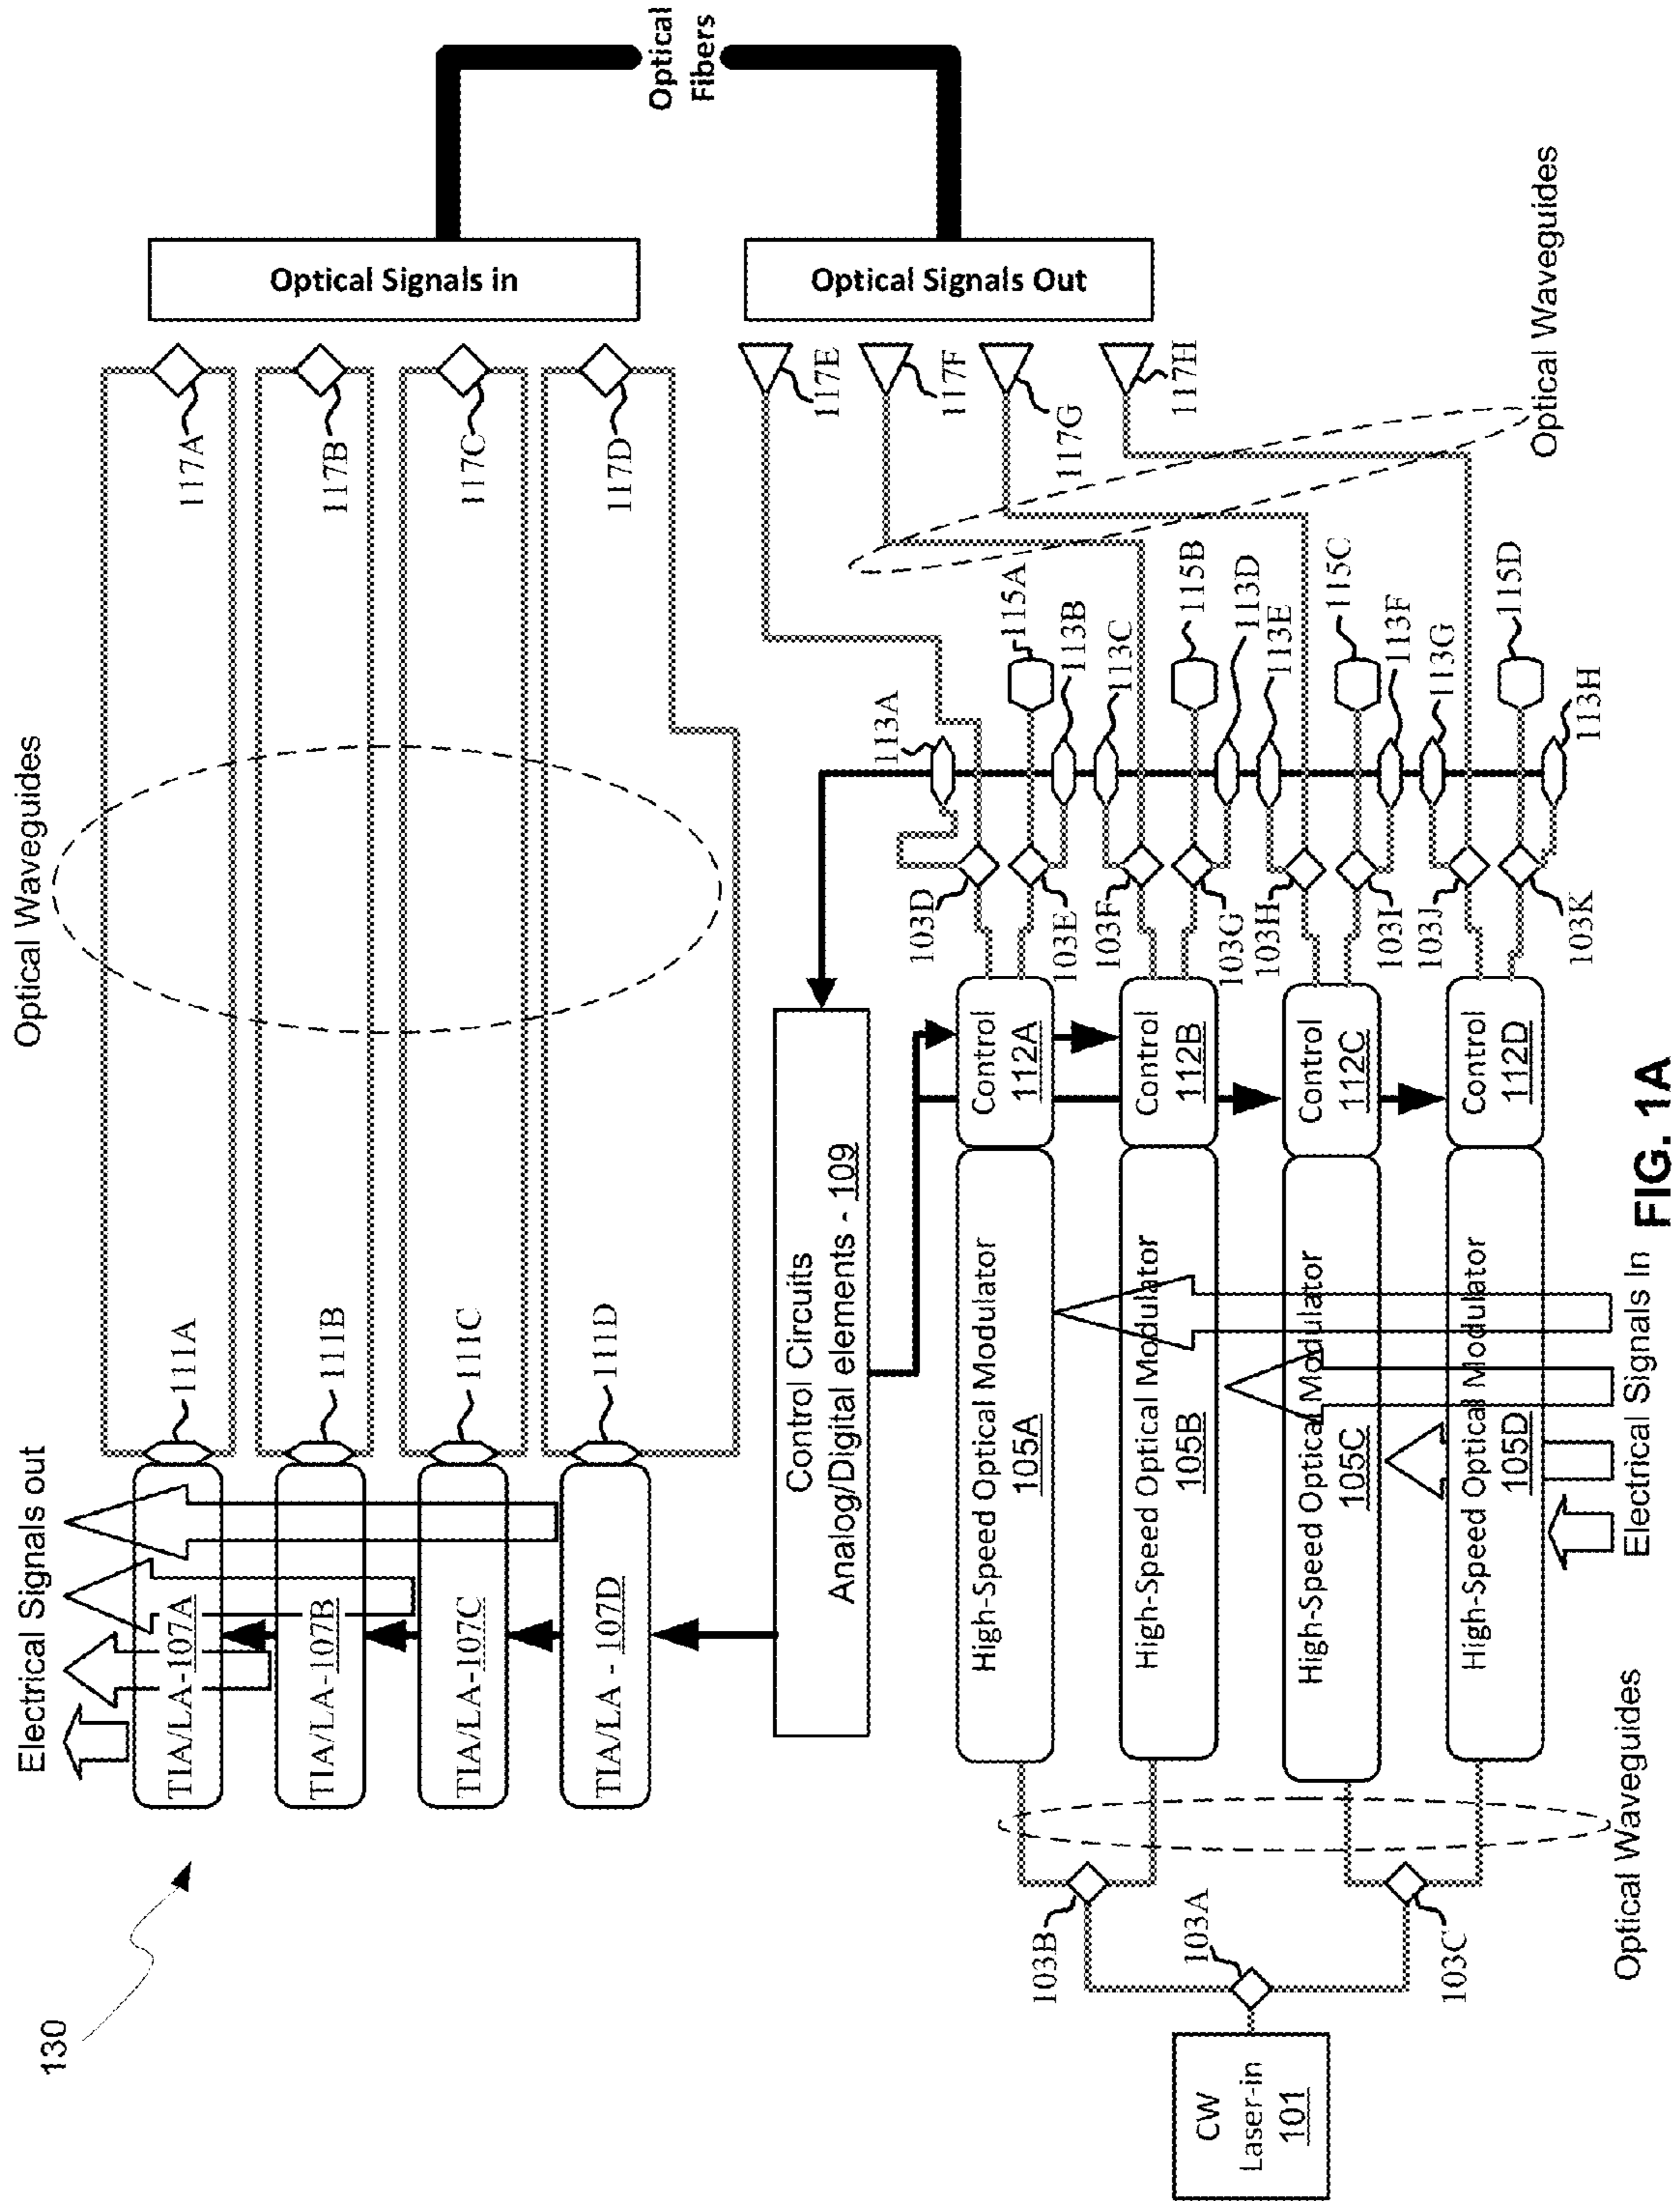 130
Electrical Signals out
Optical Waveguides
TIA/LA-107A
TIA/LA-107B
TIA/LA-107C
TIA/LA - 107D
111A
111B
111C
111D
117A
117B
117C
117D
Optical Signals in
Optical
Fibers
Optical Signals Out
117E
117F
117G
117H
Control Circuits
Analog/Digital elements - 109
CW
Laser-in
101
103A
103B
103C
Optical Waveguides
High-Speed Optical Modulator
105A
High-Speed Optical Modulator
105B
High-Speed Optical Modulator
105C
High-Speed Optical Modulator
105D
Control
112A
Control
112B
Control
112C
Control
112D
103D
103E
103F
103G
103H
103I
103J
103K
113A
115A
113B
113C
115B
113D
113E
115C
113F
113G
115D
113H
Optical Waveguides
Electrical Signals In
FIG. 1A